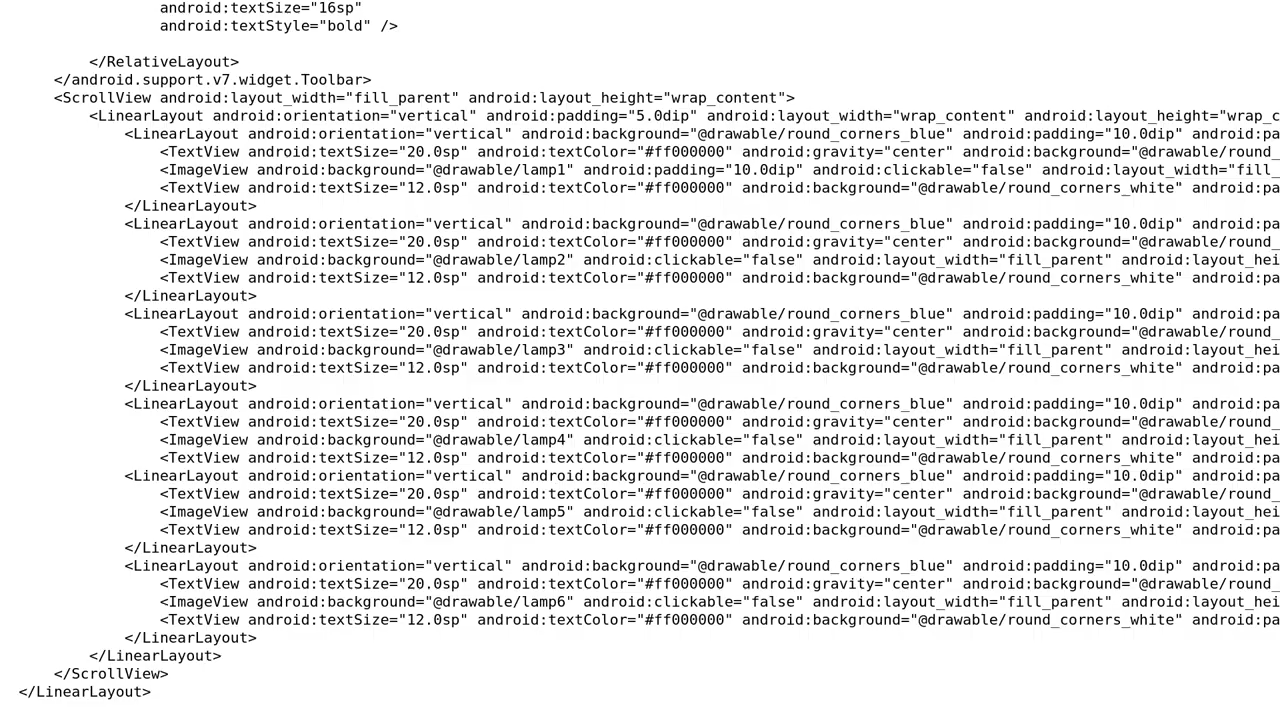 android:textSize="16sp"
android:textStyle="bold" />
</RelativeLayout>
</android.support.v7.widget.Toolbar>
<ScrollView android:layout_width="fill_parent" android:layout_height="wrap_content">
<LinearLayout android:orientation="vertical" android:padding="5.0dip" android:layout_width="wrap_content" android:layout_height="wrap_c
<LinearLayout android:orientation="vertical" android:background="@drawable/round_corners_blue" android:padding="10.0dip" android:pa
<TextView android:textSize="20.0sp" android:textColor="#ff000000" android:gravity="center" android:background="@drawable/round_
<ImageView android:background="@drawable/lamp1" android:padding="10.0dip" android:clickable="false" android:layout_width="fill_
<TextView android:textSize="12.0sp" android:textColor="#ff000000" android:background="@drawable/round_corners_white" android:pa
</LinearLayout>
<LinearLayout android:orientation="vertical" android:background="@drawable/round_corners_blue" android:padding="10.0dip" android:pa
<TextView android:textSize="20.0sp" android:textColor="#ff000000" android:gravity="center" android:background="@drawable/round_
<ImageView android:background="@drawable/lamp2" android:clickable="false" android:layout_width="fill_parent" android:layout_hei
<TextView android:textSize="12.0sp" android:textColor="#ff000000" android:background="@drawable/round_corners_white" android:pa
</LinearLayout>
<LinearLayout android:orientation="vertical" android:background="@drawable/round_corners_blue" android:padding="10.0dip" android:pa
<TextView android:textSize="20.0sp" android:textColor="#ff000000" android:gravity="center" android:background="@drawable/round_
<ImageView android:background="@drawable/lamp3" android:clickable="false" android:layout_width="fill_parent" android:layout_hei
<TextView android:textSize="12.0sp" android:textColor="#ff000000" android:background="@drawable/round_corners_white" android:pa
</LinearLayout>
<LinearLayout android:orientation="vertical" android:background="@drawable/round_corners_blue" android:padding="10.0dip" android:pa
<TextView android:textSize="20.0sp" android:textColor="#ff000000" android:gravity="center" android:background="@drawable/round_
<ImageView android:background="@drawable/lamp4" android:clickable="false" android:layout_width="fill_parent" android:layout_hei
<TextView android:textSize="12.0sp" android:textColor="#ff000000" android:background="@drawable/round_corners_white" android:pa
<LinearLayout android:orientation="vertical" android:background="@drawable/round_corners_blue" android:padding="10.0dip" android:pa
<TextView android:textSize="20.0sp" android:textColor="#ff000000" android:gravity="center" android:background="@drawable/round_
<ImageView android:background="@drawable/lamp5" android:clickable="false" android:layout_width="fill_parent" android:layout_hei
<TextView android:textSize="12.0sp" android:textColor="#ff000000" android:background="@drawable/round_corners_white" android:pa
</LinearLayout>
<LinearLayout android:orientation="vertical" android:background="@drawable/round_corners_blue" android:padding="10.0dip" android:pa
<TextView android:textSize="20.0sp" android:textColor="#ff000000" android:gravity="center" android:background="@drawable/round_
<ImageView android:background="@drawable/lamp6" android:clickable="false" android:layout_width="fill_parent" android:layout_hei
<TextView android:textSize="12.0sp" android:textColor="#ff000000" android:background="@drawable/round_corners_white" android:pa
</LinearLayout>
</LinearLayout>
</ScrollView>
</LinearLayout>